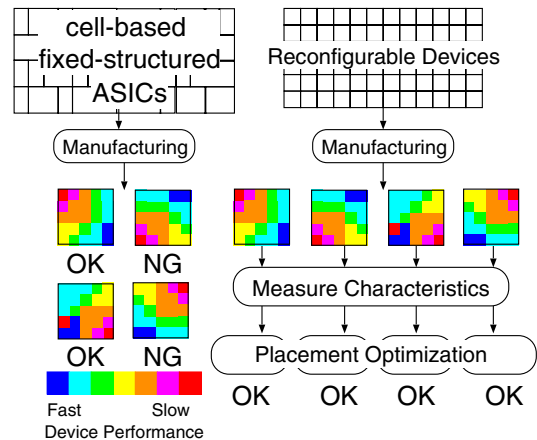 cell-based
fixed-structured
ASICs
Manufacturing
OK NG
OK NG
Fast Slow
Device Performance
Reconfigurable Devices
Manufacturing
Measure Characteristics
Placement Optimization
OK OK OK OK